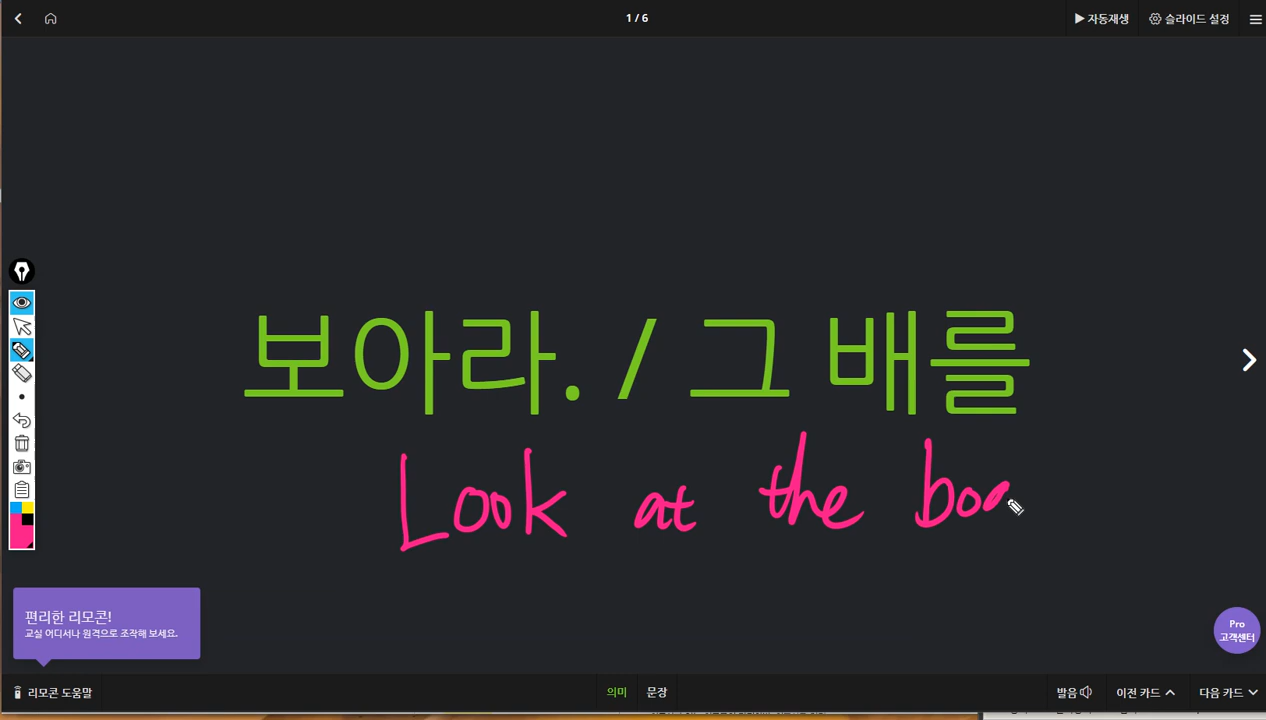 1 / 6
자동재생
슬라이드 설정
보아라. / 그 배를
Look at the boa
편리한 리모콘!
교실 어디서나 원격으로 조작해 보세요.
Pro
고객센터
리모콘 도움말
의미
문장
발음
이전 카드
다음 카드